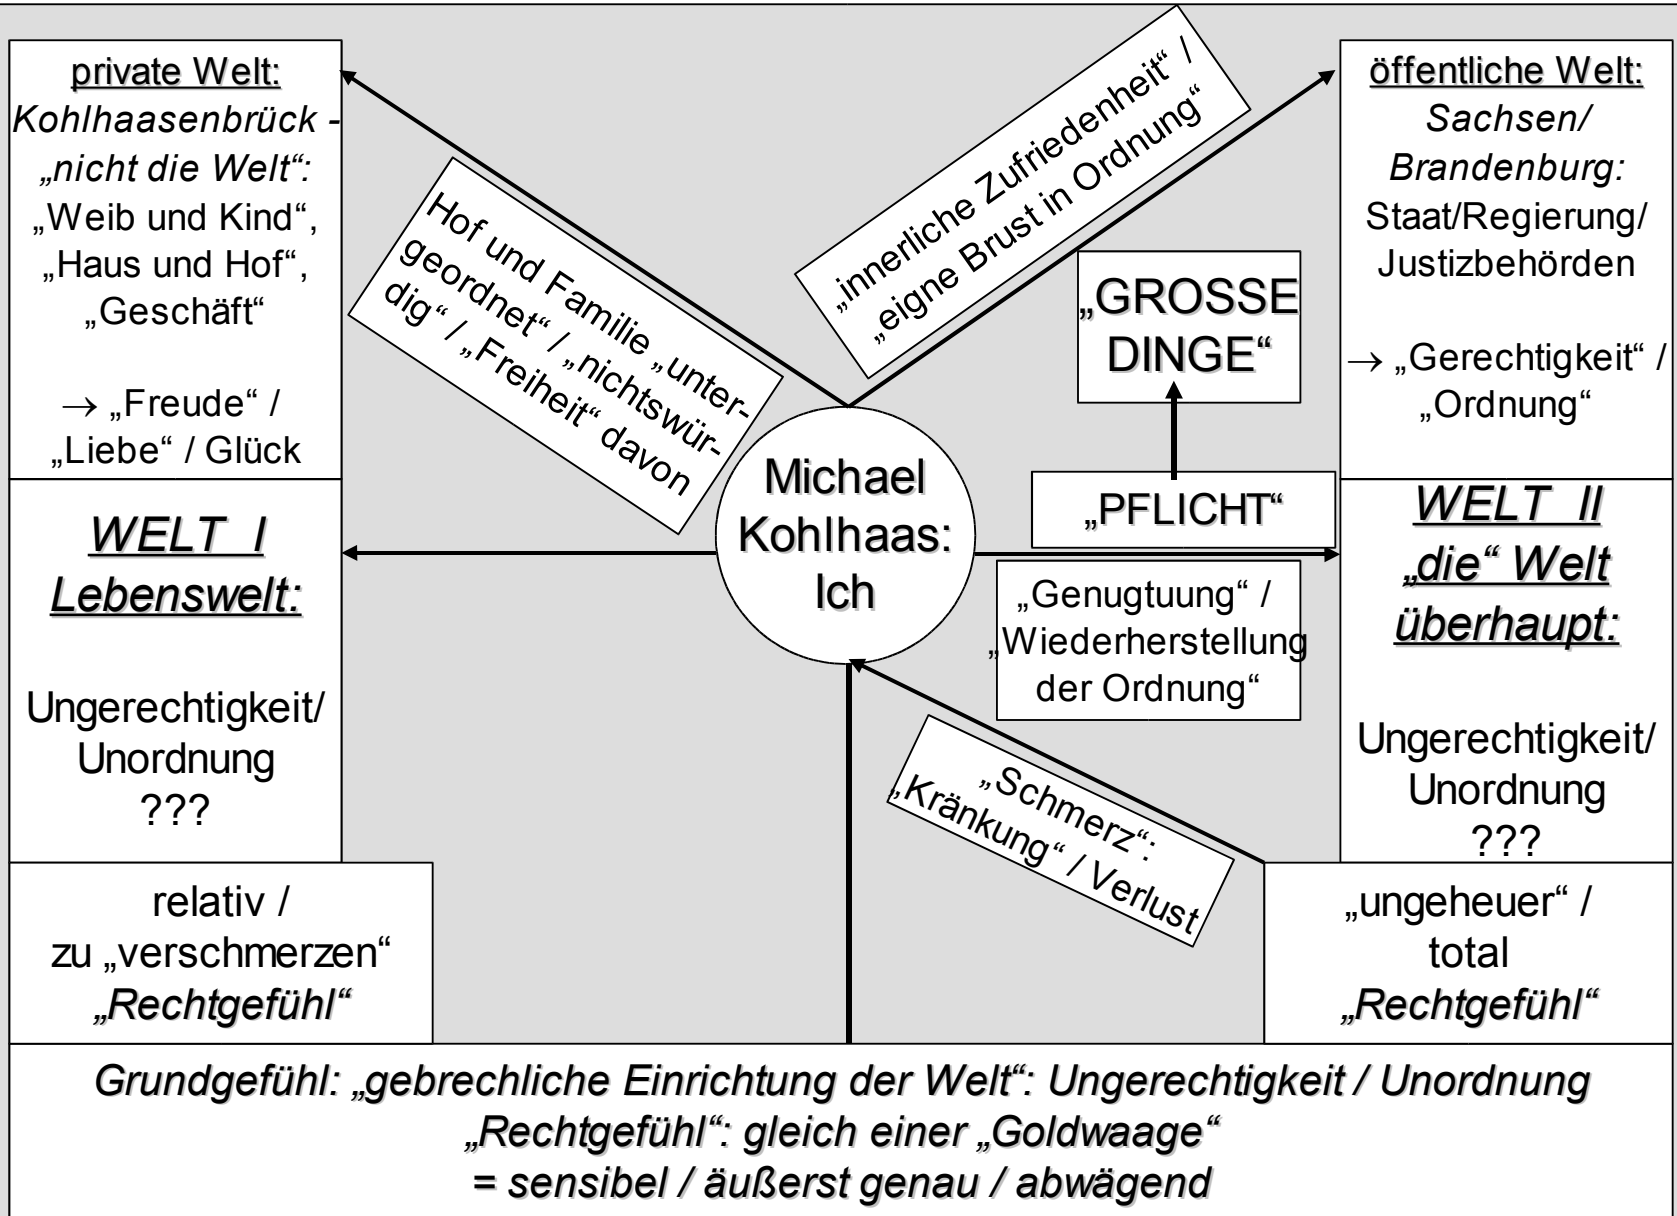 private Welt:
Kohlhaasenbrück -
„nicht die Welt“:
„Weib und Kind“,
„Haus und Hof“,
„Geschäft“
→ „Freude“ /
„Liebe“ / Glück
WELT I
Lebenswelt:
Ungerechtigkeit/
Unordnung
???
relativ /
zu „verschmerzen“
„Rechtgefühl“
Hof und Familie „unter-
geordnet“ / „nichtswür-
dig“ / „Freiheit“ davon
„innerliche Zufriedenheit“ /
„eigne Brust in Ordnung“
Michael
Kohlhaas:
Ich
„GROSSE
DINGE“
„PFLICHT“
„Genugtuung“ /
„Wiederherstellung
der Ordnung“
„Schmerz“:
„Kränkung“ / Verlust
öffentliche Welt:
Sachsen/
Brandenburg:
Staat/Regierung/
Justizbehörden
→ „Gerechtigkeit“ /
„Ordnung“
WELT II
„die“ Welt
überhaupt:
Ungerechtigkeit/
Unordnung
???
„ungeheuer“ /
total
„Rechtgefühl“
Grundgefühl: „gebrechliche Einrichtung der Welt“: Ungerechtigkeit / Unordnung
„Rechtgefühl“: gleich einer „Goldwaage“
= sensibel / äußerst genau / abwägend